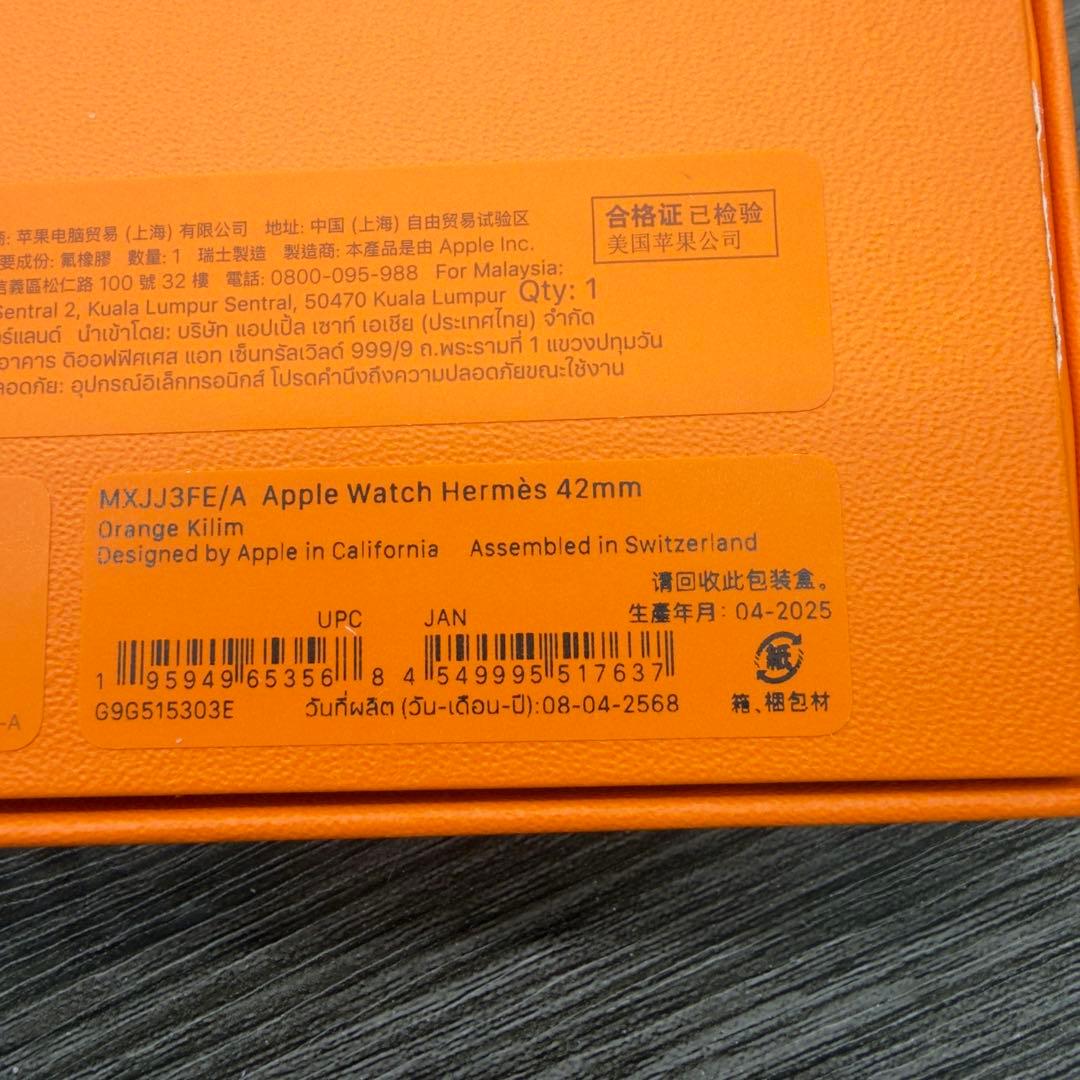 商: 苹果电脑贸易 (上海) 有限公司 地址: 中国 (上海) 自由贸易试验区
要成份: 氟橡膠 數量: 1 瑞士製造 製造商: 本產品是由 Apple Inc.
信義區松仁路 100 號 32 樓 電話: 0800-095-988 For Malaysia:
Sentral 2, Kuala Lumpur Sentral, 50470 Kuala Lumpur Qty: 1
อร์แลนด์ นำเข้าโดย: บริษัท แอปเปิ้ล เซาท์ เอเชีย (ประเทศไทย) จำกัด
อาคาร ดิออฟฟิศเศส แอท เซ็นทรัลเวิลด์ 999/9 ถ.พระรามที่ 1 แขวงปทุมวัน
ลอดภัย: อุปกรณ์อิเล็กทรอนิกส์ โปรดคำนึงถึงความปลอดภัยขณะใช้งาน
合格证 已检验
美国苹果公司
MXJJ3FE/A Apple Watch Hermès 42mm
Orange Kilim
Designed by Apple in California Assembled in Switzerland
请回收此包装盒。
生產年月: 04-2025
UPC JAN
1 95949 65356 8 4 549995 517637
G9G515303E วันที่ผลิต (วัน-เดือน-ปี):08-04-2568
紙
箱、梱包材
-A